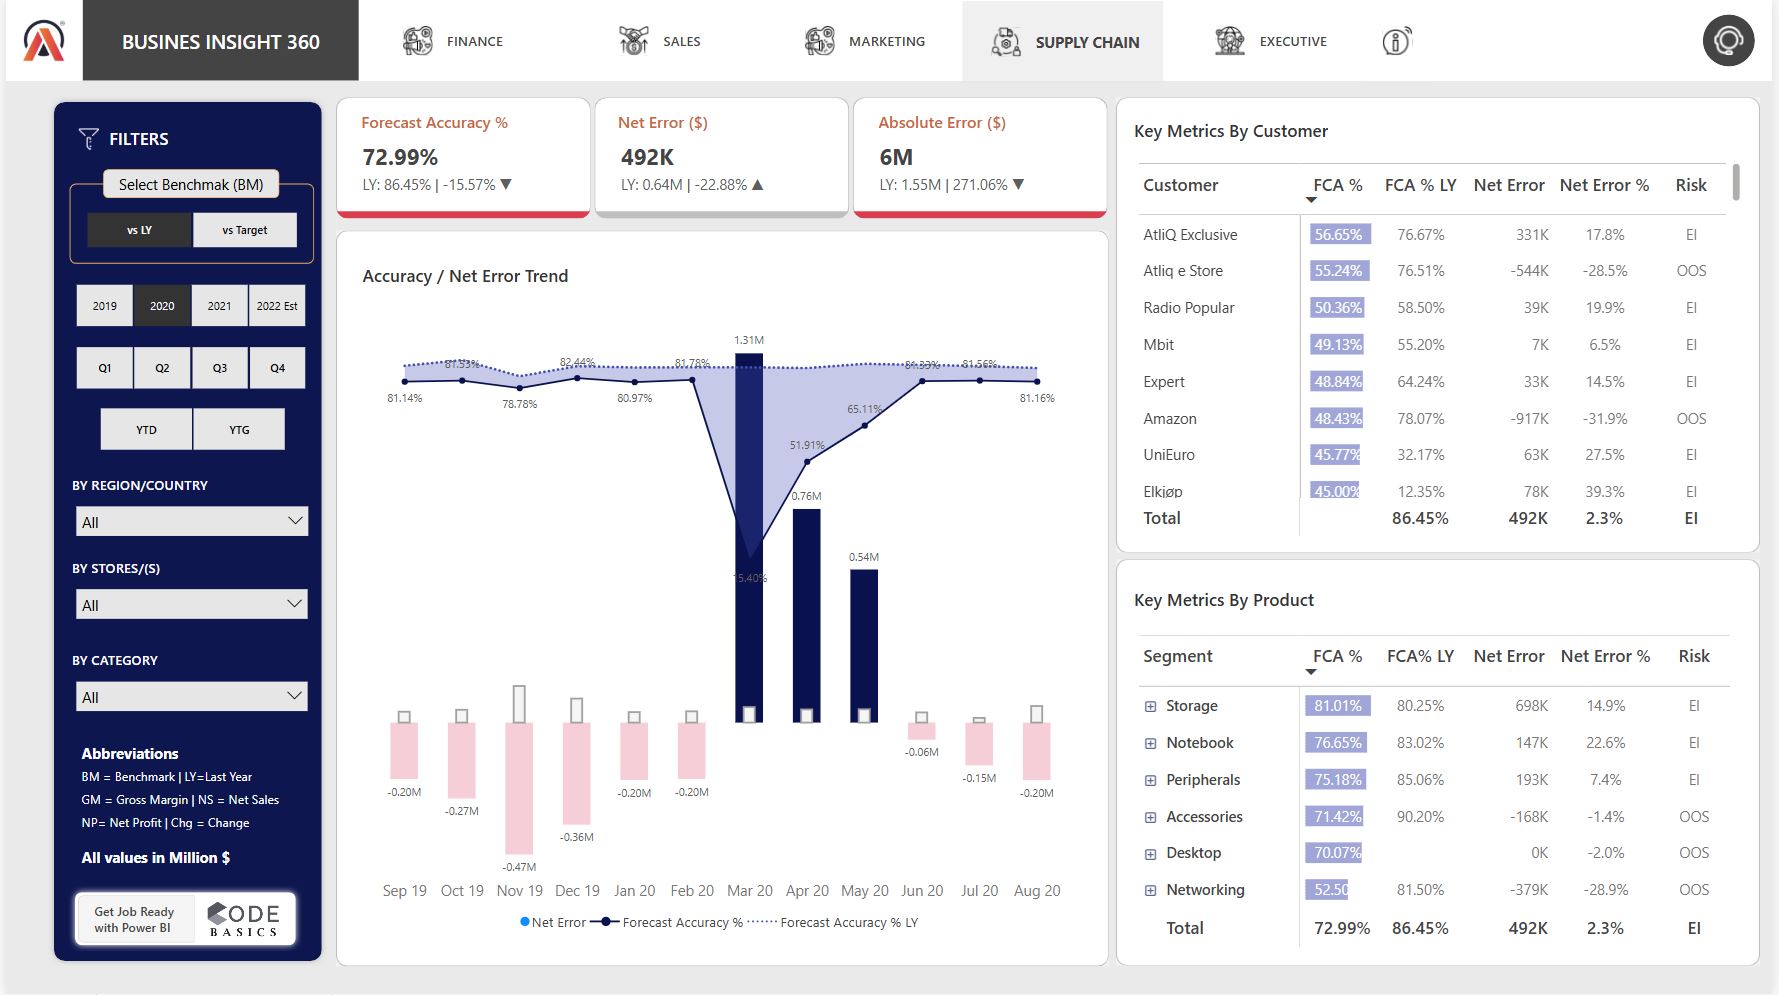 BUSINES INSIGHT 360
FINANCE
SALES
MARKETING
SUPPLY CHAIN
EXECUTIVE
FILTERS
Select Benchmak (BM)
vs LY
vs Target
2019
2020
2021
2022 Est
Q1
Q2
Q3
Q4
YTD
YTG
BY REGION/COUNTRY
All
BY STORES/(S)
All
BY CATEGORY
All
Abbreviations
BM = Benchmark | LY=Last Year
GM = Gross Margin | NS = Net Sales
NP= Net Profit | Chg = Change
All values in Million $
Get Job Ready
with Power BI
CODE
BASICS
Forecast Accuracy %
72.99%
LY: 86.45% | -15.57% ▼
Net Error ($)
492K
LY: 0.64M | -22.88% ▲
Absolute Error ($)
6M
LY: 1.55M | 271.06% ▼
Accuracy / Net Error Trend
1.31M
81.14%
81.53%
78.78%
82.44%
80.97%
81.78%
15.40%
51.91%
65.11%
81.33%
81.56%
81.16%
0.76M
0.54M
-0.20M
-0.27M
-0.47M
-0.36M
-0.20M
-0.20M
-0.06M
-0.15M
-0.20M
Sep 19 Oct 19 Nov 19 Dec 19 Jan 20 Feb 20 Mar 20 Apr 20 May 20 Jun 20 Jul 20 Aug 20
Net Error Forecast Accuracy % Forecast Accuracy % LY
Key Metrics By Customer
Customer FCA % FCA % LY Net Error Net Error % Risk
AtliQ Exclusive 56.65% 76.67% 331K 17.8% EI
Atliq e Store 55.24% 76.51% -544K -28.5% OOS
Radio Popular 50.36% 58.50% 39K 19.9% EI
Mbit 49.13% 55.20% 7K 6.5% EI
Expert 48.84% 64.24% 33K 14.5% EI
Amazon 48.43% 78.07% -917K -31.9% OOS
UniEuro 45.77% 32.17% 63K 27.5% EI
Elkjøp 45.00% 12.35% 78K 39.3% EI
Total 86.45% 492K 2.3% EI
Key Metrics By Product
Segment FCA % FCA% LY Net Error Net Error % Risk
Storage 81.01% 80.25% 698K 14.9% EI
Notebook 76.65% 83.02% 147K 22.6% EI
Peripherals 75.18% 85.06% 193K 7.4% EI
Accessories 71.42% 90.20% -168K -1.4% OOS
Desktop 70.07% 0K -2.0% OOS
Networking 52.50 81.50% -379K -28.9% OOS
Total 72.99% 86.45% 492K 2.3% EI